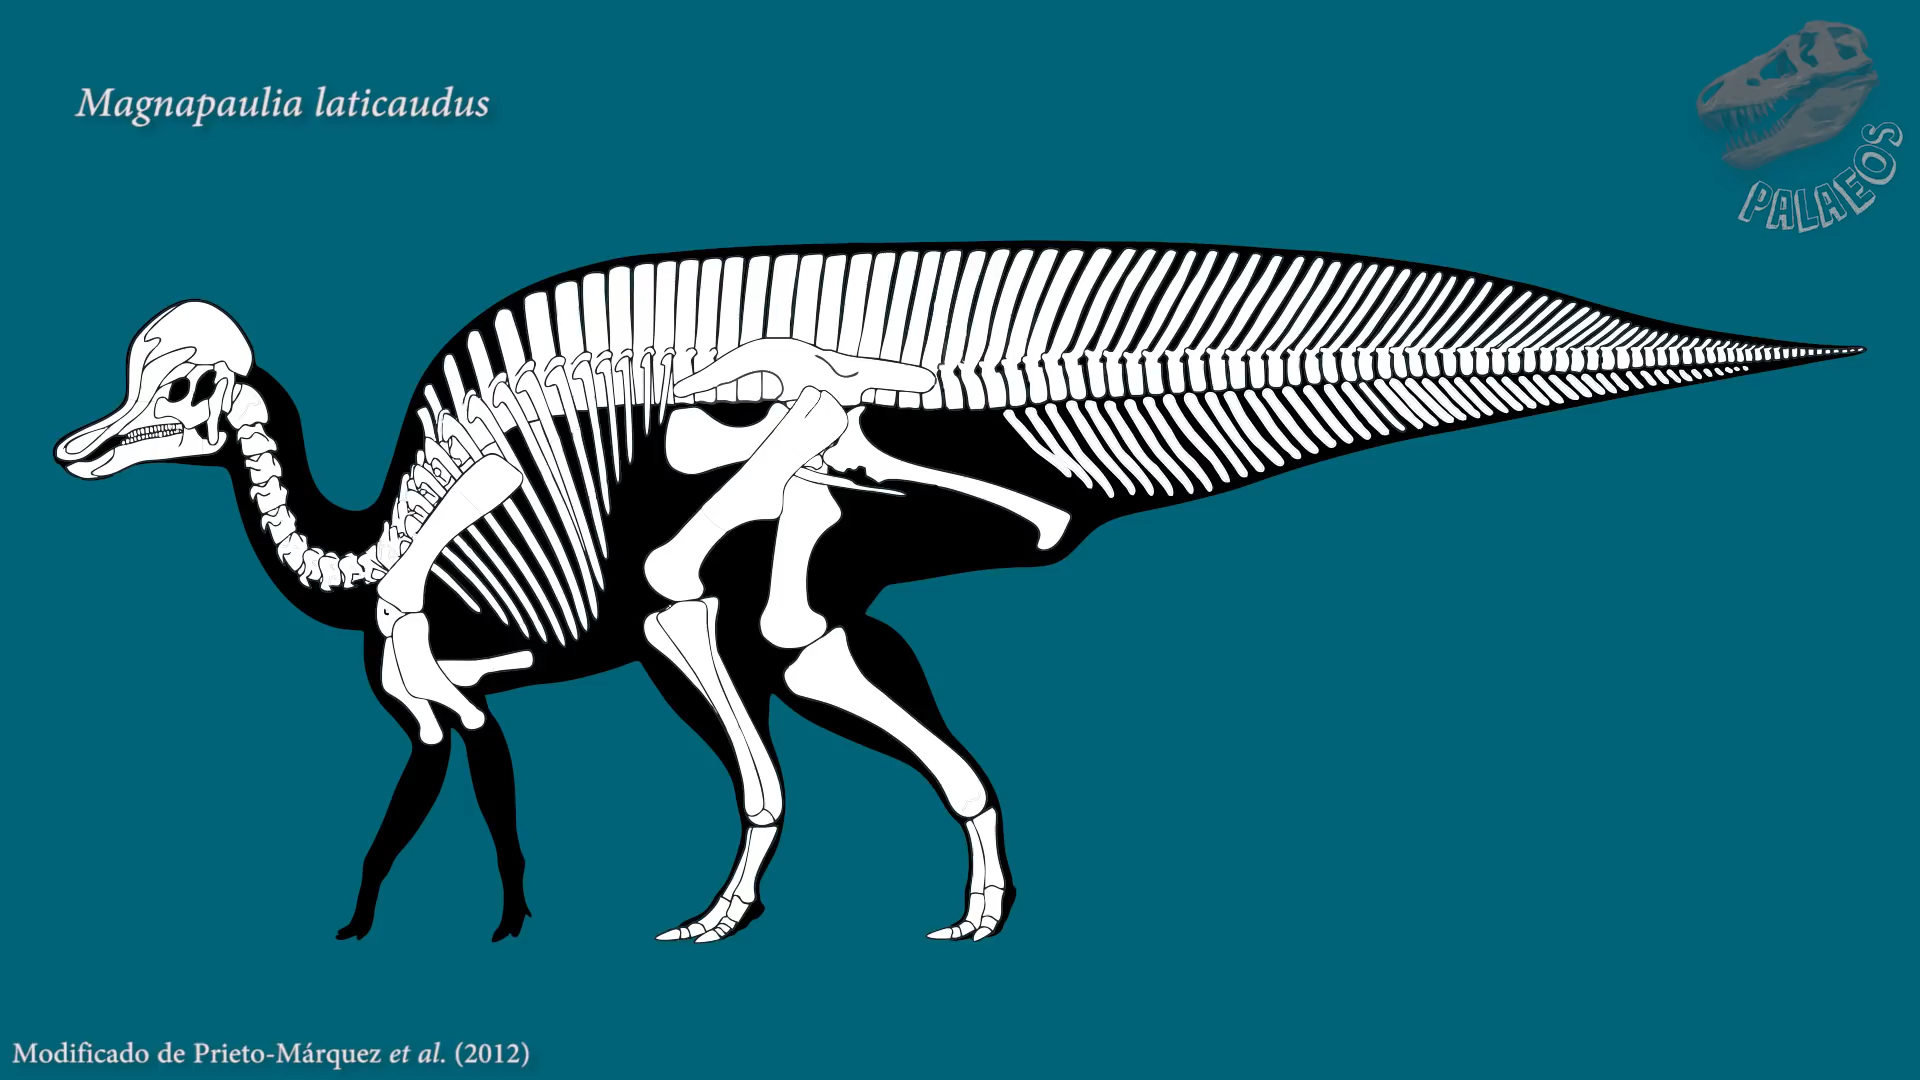 Magnapaulia laticaudus
PALAEOS
Modificado de Prieto-Márquez et al. (2012)